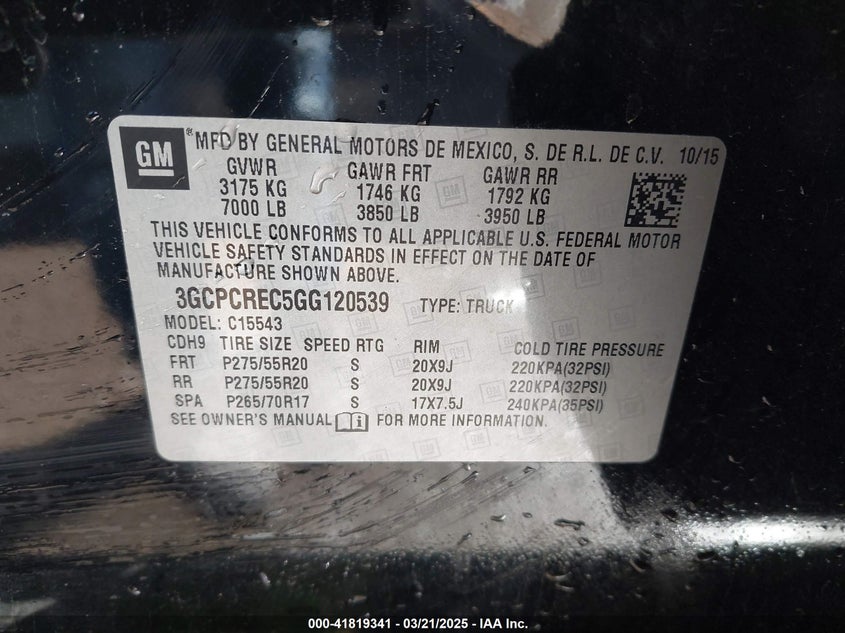 GM
® MFD BY GENERAL MOTORS DE MEXICO, S. DE R.L. DE C.V. 10/15
GVWR GAWR FRT GAWR RR
3175 KG 1746 KG 1792 KG
7000 LB 3850 LB 3950 LB
THIS VEHICLE CONFORMS TO ALL APPLICABLE U.S. FEDERAL MOTOR
VEHICLE SAFETY STANDARDS IN EFFECT ON THE DATE OF
MANUFACTURE SHOWN ABOVE.
3GCPCREC5GG120539 TYPE: TRUCK
MODEL: C15543
CDH9 TIRE SIZE SPEED RTG RIM COLD TIRE PRESSURE
FRT P275/55R20 S 20X9J 220KPA(32PSI)
RR P275/55R20 S 20X9J 220KPA(32PSI)
SPA P265/70R17 S 17X7.5J 240KPA(35PSI)
SEE OWNER'S MANUAL FOR MORE INFORMATION.
000-41819341 / 03/21/2025 — IAA Inc.